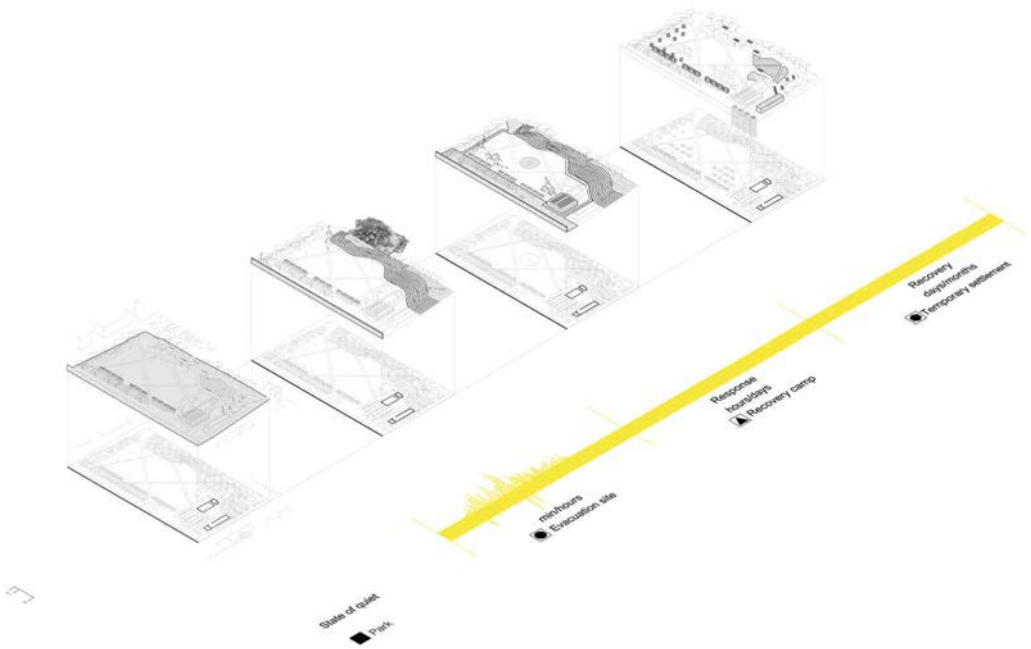 State of quiet
Park
min/hours
Evacuation site
Response
hours/days
Recovery camp
Recovery
days/months
Temporary settlement